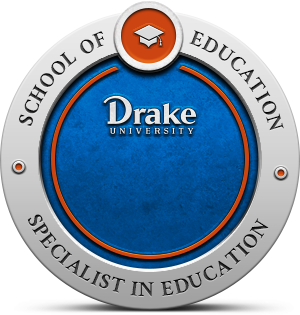 SCHOOL OF EDUCATION
Drake
UNIVERSITY
SPECIALIST IN EDUCATION